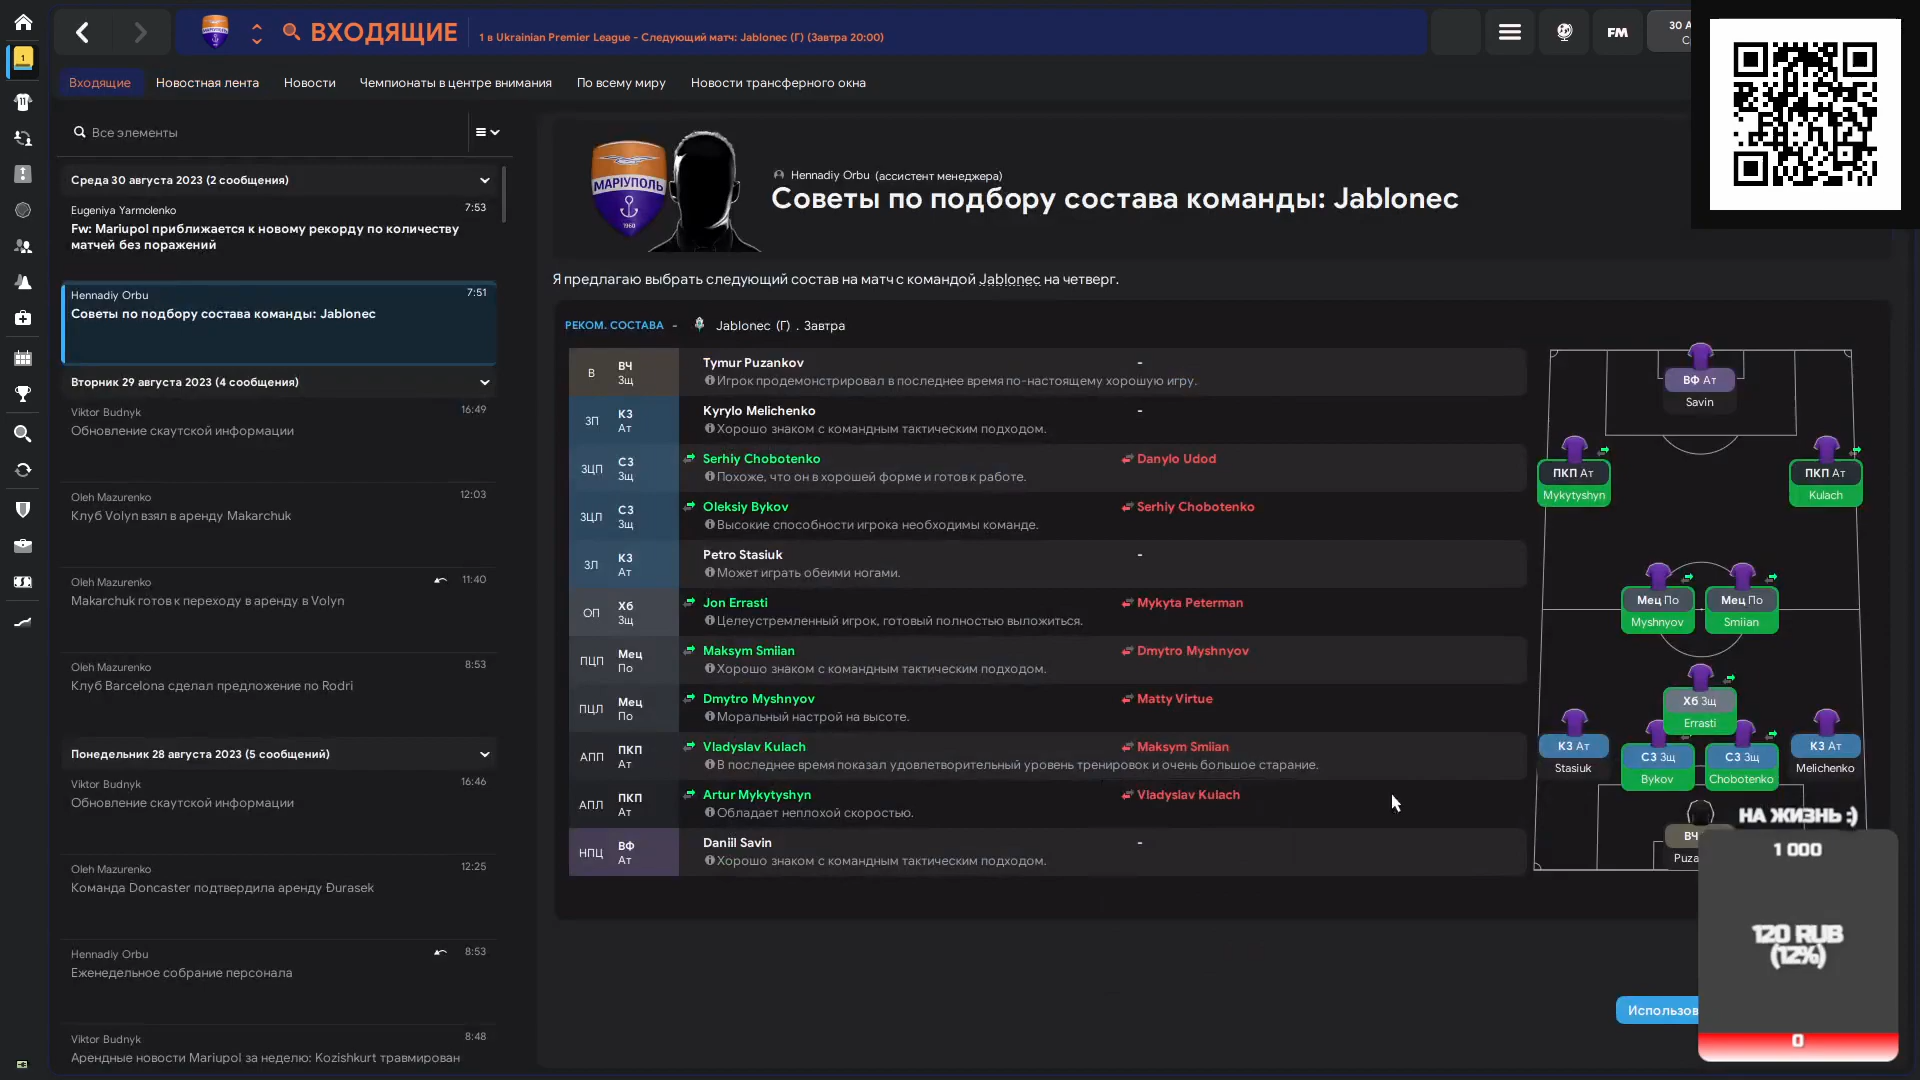 1
ВХОДЯЩИЕ
1 в Ukrainian Premier League - Следующий матч: Jablonec (Г) (Завтра 20:00)
FM
30 А
С
Входящие
Новостная лента
Новости
Чемпионаты в центре внимания
По всему миру
Новости трансферного окна
Все элементы
Среда 30 августа 2023 (2 сообщения)
Eugeniya Yarmolenko 7:53
Fw: Mariupol приближается к новому рекорду по количеству
матчей без поражений
Hennadiy Orbu 7:51
Советы по подбору состава команды: Jablonec
Вторник 29 августа 2023 (4 сообщения)
Viktor Budnyk 16:49
Обновление скаутской информации
Oleh Mazurenko 12:03
Клуб Volyn взял в аренду Makarchuk
Oleh Mazurenko 11:40
Makarchuk готов к переходу в аренду в Volyn
Oleh Mazurenko 8:53
Клуб Barcelona сделал предложение по Rodri
Понедельник 28 августа 2023 (5 сообщений)
Viktor Budnyk 16:46
Обновление скаутской информации
Oleh Mazurenko 12:25
Команда Doncaster подтвердила аренду Đurasek
Hennadiy Orbu 8:53
Еженедельное собрание персонала
Viktor Budnyk 8:48
Арендные новости Mariupol за неделю: Kozishkurt травмирован
МАРІУПОЛЬ
1960
Hennadiy Orbu (ассистент менеджера)
Советы по подбору состава команды: Jablonec
Я предлагаю выбрать следующий состав на матч с командой Jablonec на четверг.
РЕКОМ. СОСТАВА - Jablonec (Г) . Завтра
В ВЧ Зщ Tymur Puzankov -
Игрок продемонстрировал в последнее время по-настоящему хорошую игру.
ЗП КЗ Ат Kyrylo Melichenko -
Хорошо знаком с командным тактическим подходом.
ЗЦП СЗ Зщ Serhiy Chobotenko Danylo Udod
Похоже, что он в хорошей форме и готов к работе.
ЗЦЛ СЗ Зщ Oleksiy Bykov Serhiy Chobotenko
Высокие способности игрока необходимы команде.
ЗЛ КЗ Ат Petro Stasiuk -
Может играть обеими ногами.
ОП Хб Зщ Jon Errasti Mykyta Peterman
Целеустремленный игрок, готовый полностью выложиться.
ПЦП Мец По Maksym Smiian Dmytro Myshnyov
Хорошо знаком с командным тактическим подходом.
ПЦЛ Мец По Dmytro Myshnyov Matty Virtue
Моральный настрой на высоте.
АПП ПКП Ат Vladyslav Kulach Maksym Smiian
В последнее время показал удовлетворительный уровень тренировок и очень большое старание.
АПЛ ПКП Ат Artur Mykytyshyn Vladyslav Kulach
Обладает неплохой скоростью.
НПЦ ВФ Ат Daniil Savin -
Хорошо знаком с командным тактическим подходом.
ВФ Ат
Savin
ПКП Ат ПКП Ат
Mykytyshyn Kulach
Мец По Мец По
Myshnyov Smiian
Хб Зщ
Errasti
КЗ Ат СЗ Зщ СЗ Зщ КЗ Ат
Stasiuk Bykov Chobotenko Melichenko
ВЧ
Puza
НА ЖИЗНЬ :)
1 000
120 RUB
(12%)
0
Использов